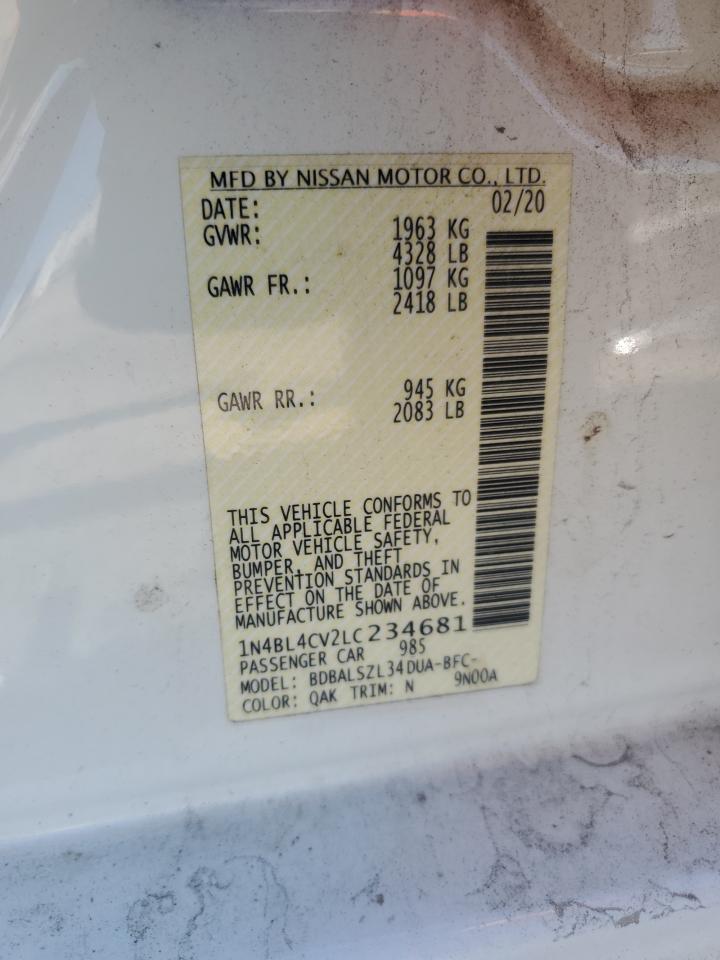 MFD BY NISSAN MOTOR CO., LTD.
DATE: 02/20
GVWR: 1963 KG
4328 LB
GAWR FR.: 1097 KG
2418 LB
GAWR RR.: 945 KG
2083 LB
THIS VEHICLE CONFORMS TO
ALL APPLICABLE FEDERAL
MOTOR VEHICLE SAFETY,
BUMPER, AND THEFT
PREVENTION STANDARDS IN
EFFECT ON THE DATE OF
MANUFACTURE SHOWN ABOVE.
1N4BL4CV2LC234681
PASSENGER CAR 985
MODEL: BDBALSZL34DUA-BFC-
9N00A
COLOR: QAK TRIM: N